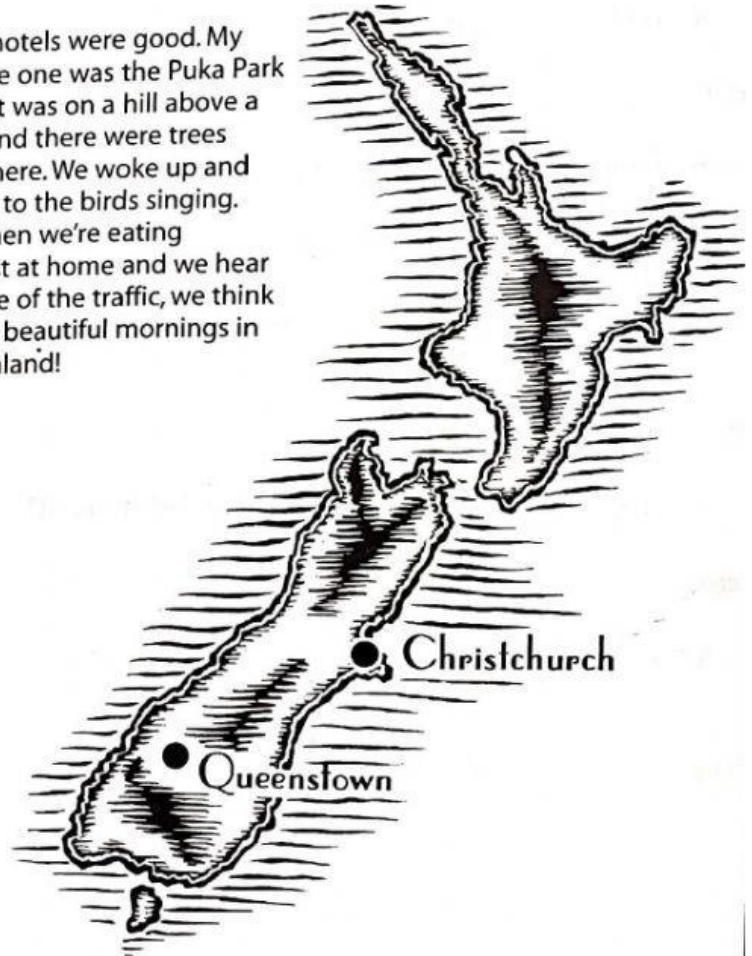 hotels were good. My
e one was the Puka Park
t was on a hill above a
nd there were trees
here. We woke up and
to the birds singing.
hen we're eating
t at home and we hear
e of the traffic, we think
beautiful mornings in
land!
Christchurch
Queenstown